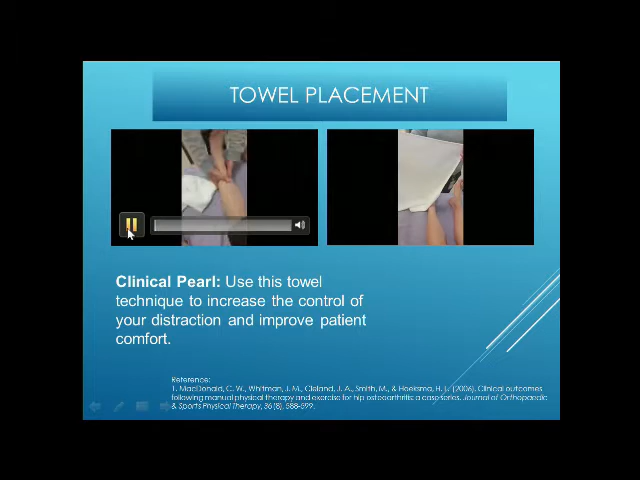 TOWEL PLACEMENT
Clinical Pearl: Use this towel
technique to increase the control of
your distraction and improve patient
comfort.
Reference:
1. MacDonald, C. W., Whitman, J. M., Cleland, J. A., Smith, M., & Hoeksma, H. L. (2006). Clinical outcomes
following manual physical therapy and exercise for hip osteoarthritis: a case series. Journal of Orthopaedic
& Sports Physical Therapy, 36(8), 588-599.